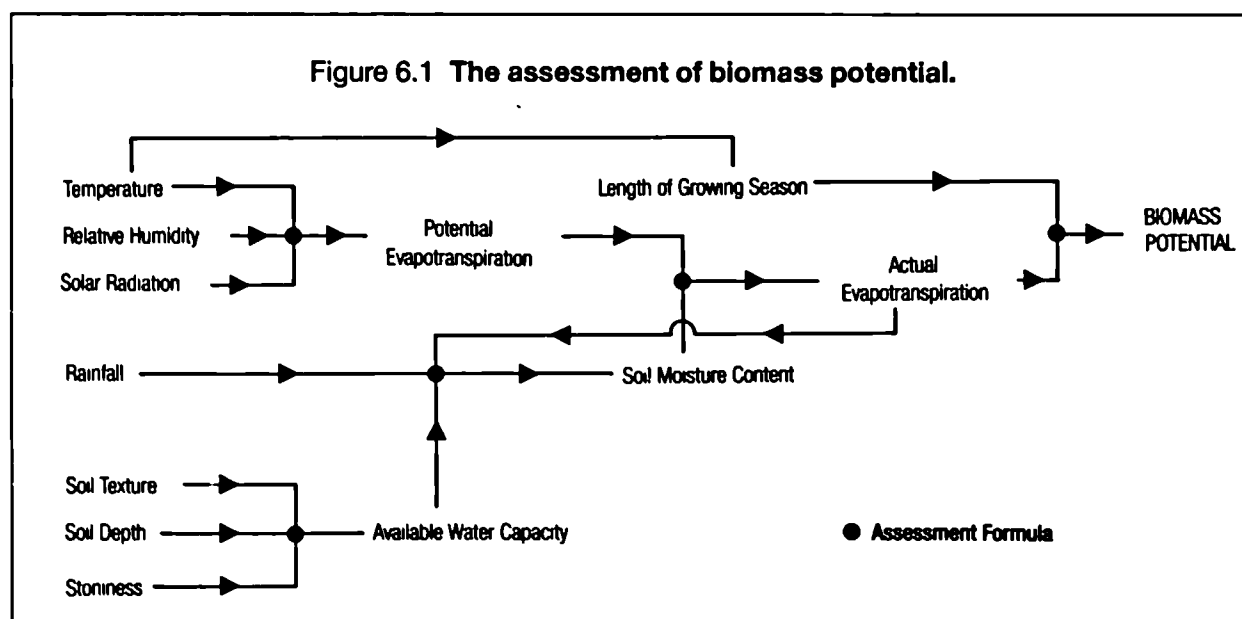 Figure 6.1 The assessment of biomass potential.
Temperature
Length of Growing Season
Relative Humidity
Potential
Evapotranspiration
BIOMASS
POTENTIAL
Solar Radiation
Actual
Evapotranspiration
Rainfall
Soil Moisture Content
Soil Texture
Soil Depth
Available Water Capacity
Assessment Formula
Stoniness